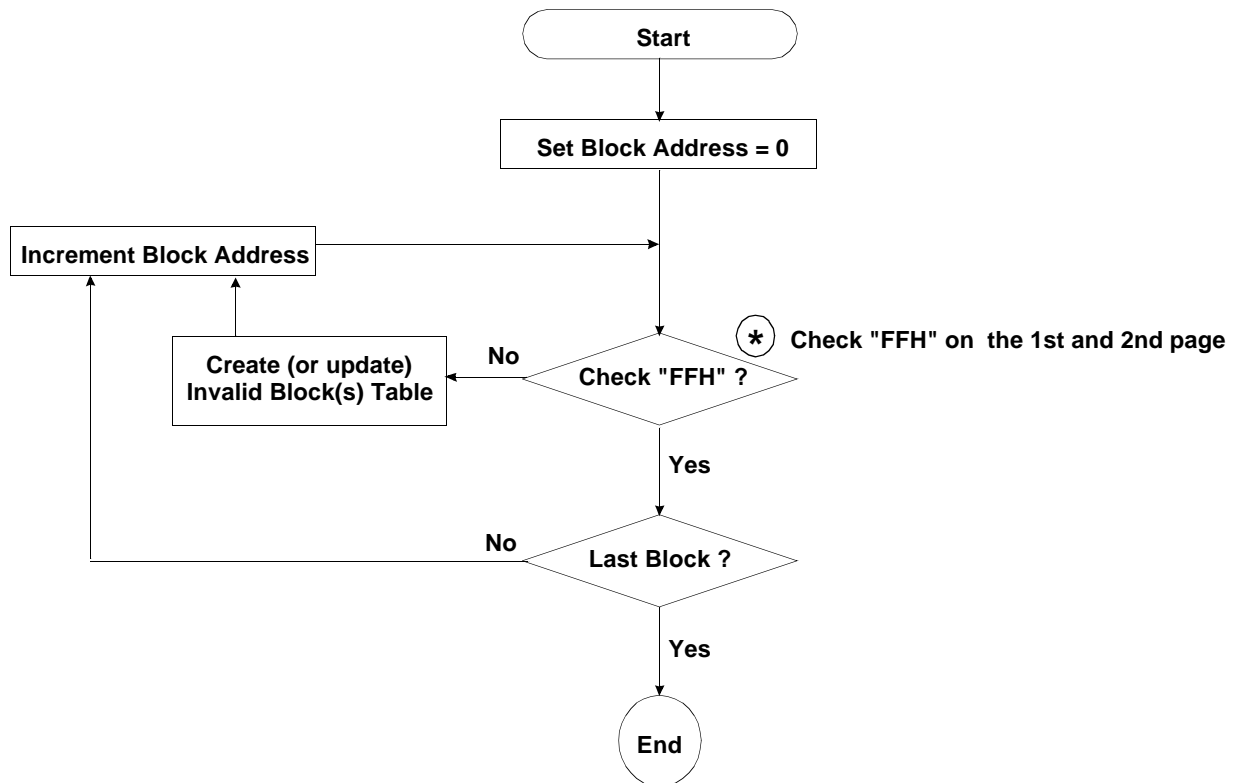 Start
Set Block Address = 0
Increment Block Address
* Check "FFH" on the 1st and 2nd page
No
Create (or update)
Invalid Block(s) Table
Check "FFH" ?
Yes
No
Last Block ?
Yes
End